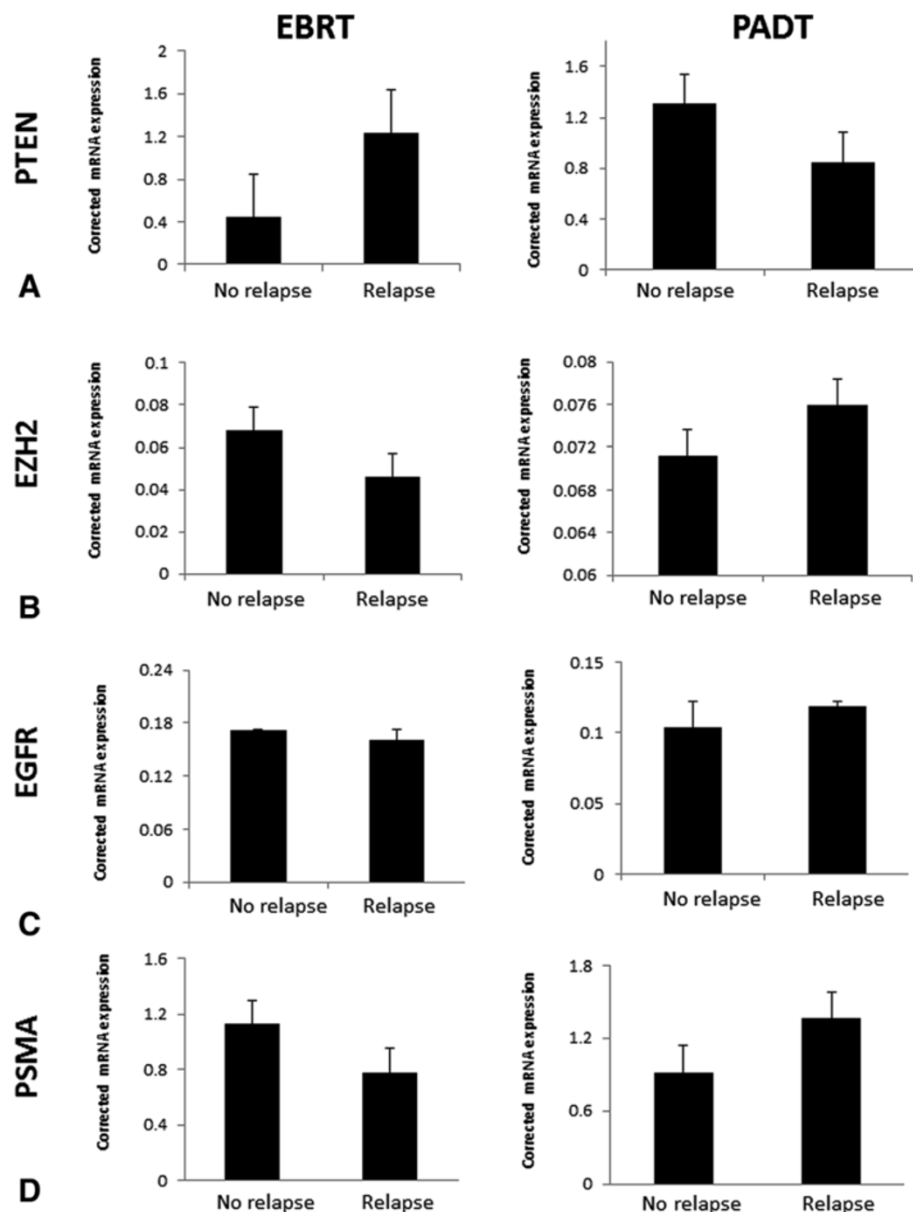 EBRT
PADT
PTEN
Corrected mRNA expression
2
1.6
1.2
0.8
0.4
0
No relapse
Relapse
Corrected mRNA expression
1.6
1.2
0.8
0.4
0
No relapse
Relapse
A
EZH2
Corrected mRNA expression
0.1
0.08
0.06
0.04
0.02
0
No relapse
Relapse
Corrected mRNA expression
0.08
0.076
0.072
0.068
0.064
0.06
No relapse
Relapse
B
EGFR
Corrected mRNA expression
0.24
0.18
0.12
0.06
0
No relapse
Relapse
Corrected mRNA expression
0.15
0.1
0.05
0
No relapse
Relapse
C
PSMA
Corrected mRNA expression
1.6
1.2
0.8
0.4
0
No relapse
Relapse
Corrected mRNA expression
1.8
1.2
0.6
0
No relapse
Relapse
D